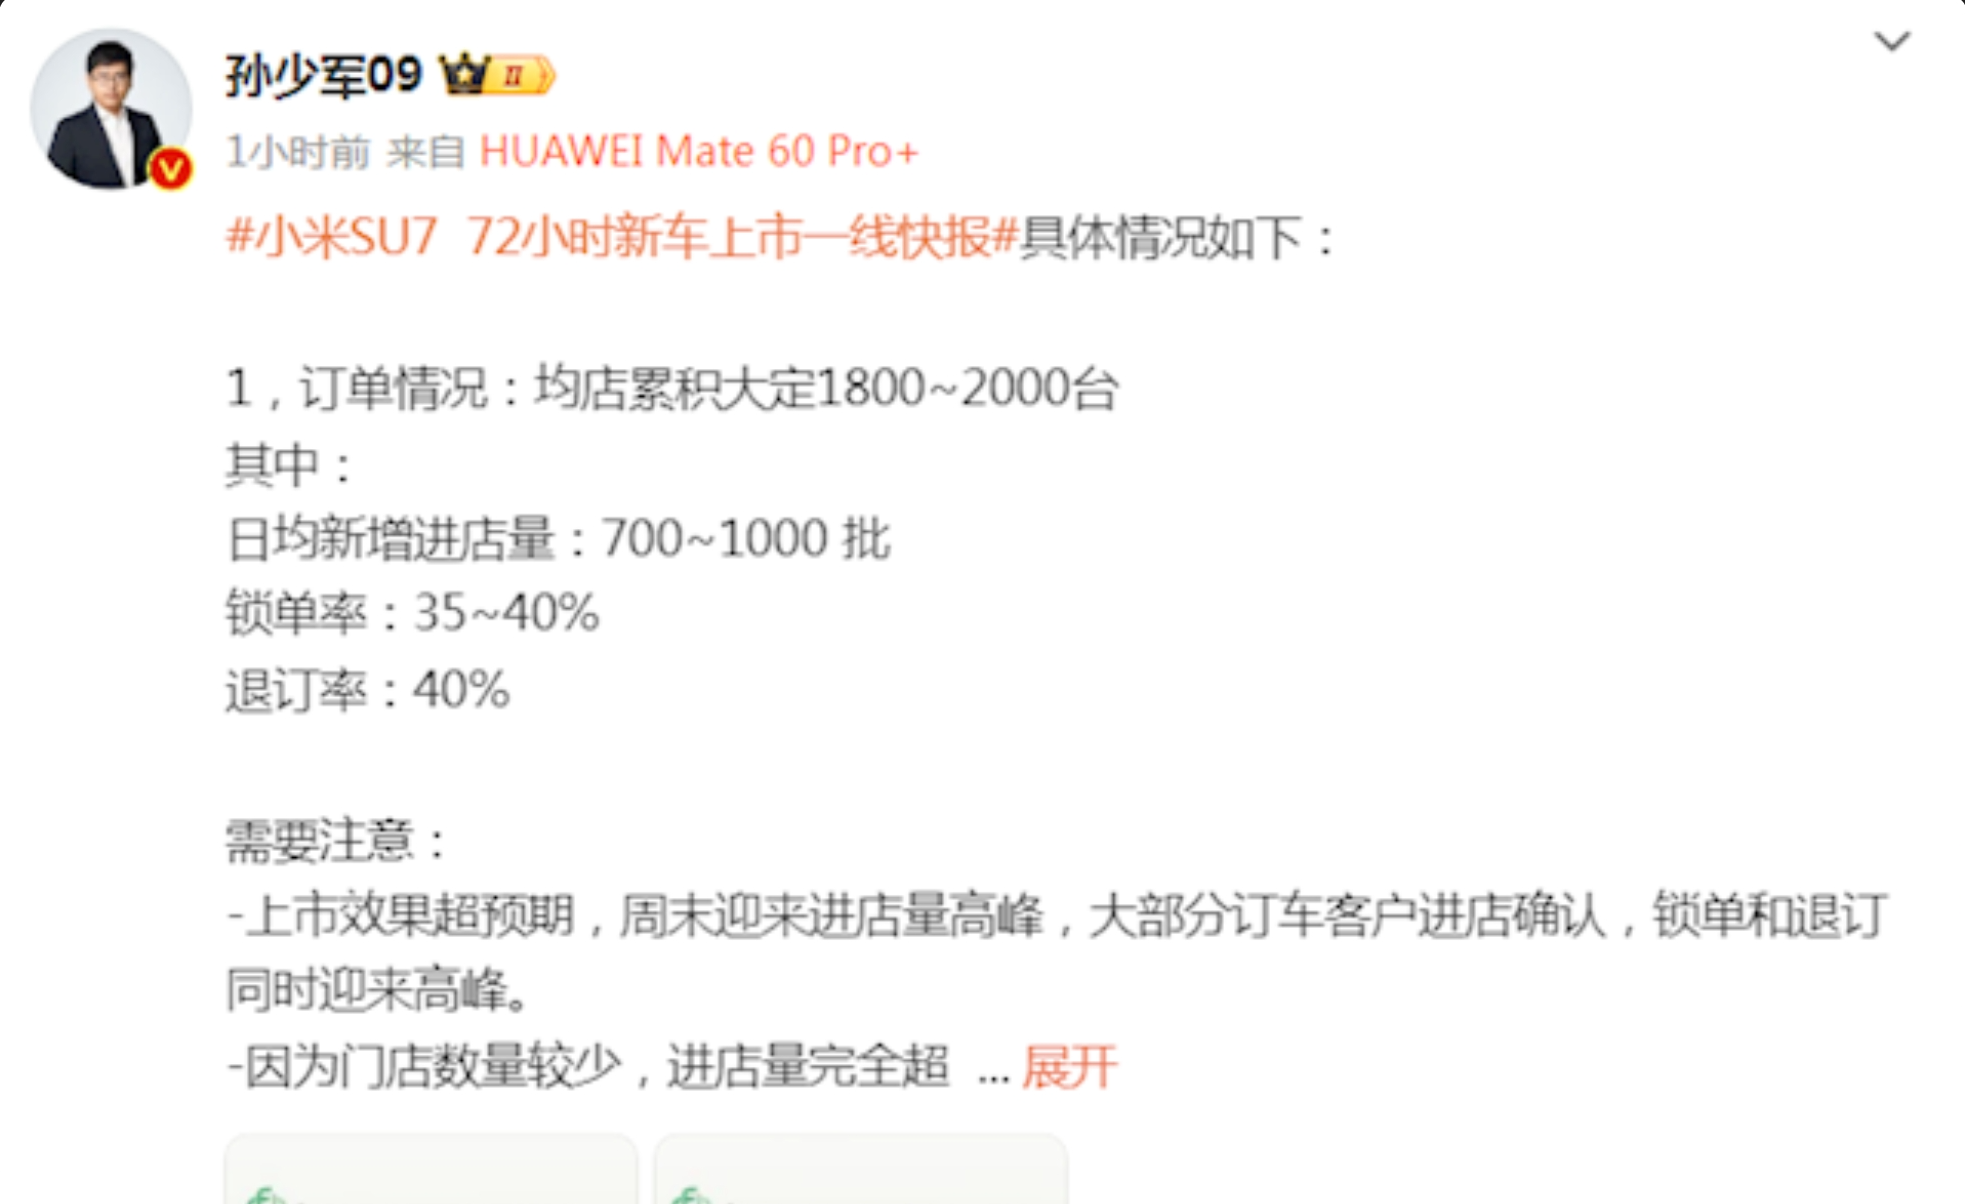 孙少军09 II
1小时前 来自 HUAWEI Mate 60 Pro+
#小米SU7 72小时新车上市一线快报#具体情况如下：
1，订单情况：均店累积大定1800~2000台
其中：
日均新增进店量：700~1000 批
锁单率：35~40%
退订率：40%
需要注意：
-上市效果超预期，周末迎来进店量高峰，大部分订车客户进店确认，锁单和退订
同时迎来高峰。
-因为门店数量较少，进店量完全超 ... 展开